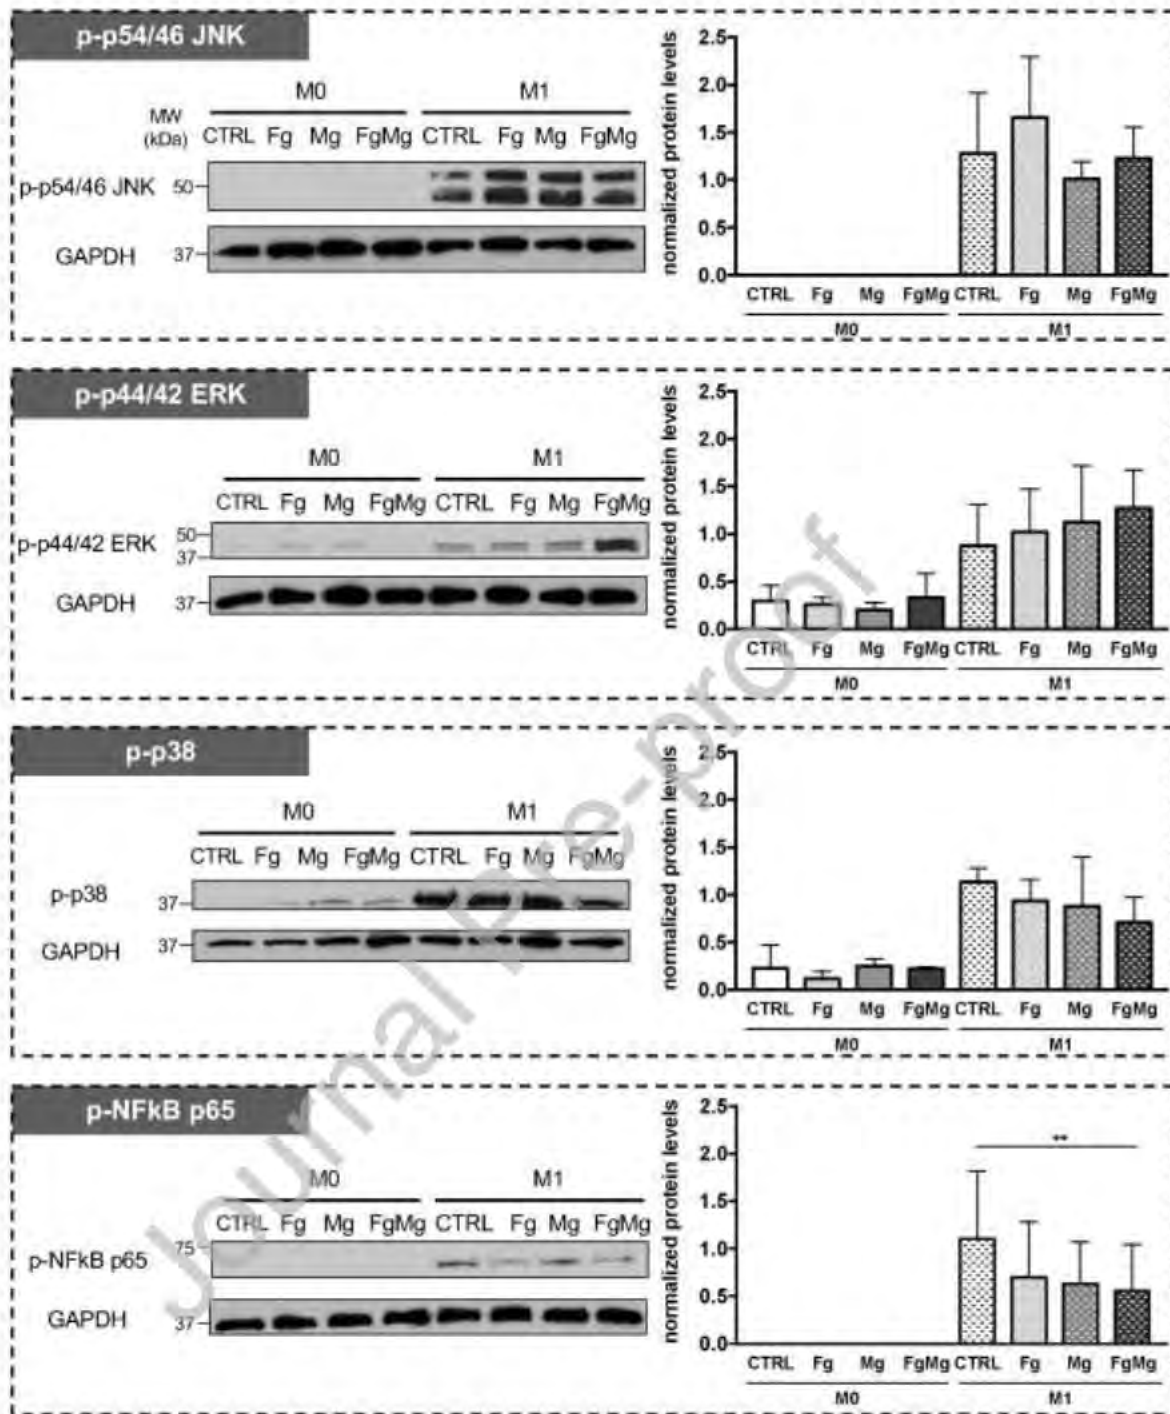 p-p54/46 JNK
M0 M1
MW
(kDa)
CTRL Fg Mg FgMg CTRL Fg Mg FgMg
p-p54/46 JNK 50
GAPDH 37
normalized protein levels
2.5
2.0
1.5
1.0
0.5
0.0
CTRL Fg Mg FgMg CTRL Fg Mg FgMg
M0 M1
p-p44/42 ERK
M0 M1
CTRL Fg Mg FgMg CTRL Fg Mg FgMg
p-p44/42 ERK 50
37
GAPDH 37
normalized protein levels
2.5
2.0
1.5
1.0
0.5
0.0
CTRL Fg Mg FgMg CTRL Fg Mg FgMg
M0 M1
p-p38
M0 M1
CTRL Fg Mg FgMg CTRL Fg Mg FgMg
p-p38 37
GAPDH 37
normalized protein levels
2.5
2.0
1.5
1.0
0.5
0.0
CTRL Fg Mg FgMg CTRL Fg Mg FgMg
M0 M1
p-NFkB p65
M0 M1
CTRL Fg Mg FgMg CTRL Fg Mg FgMg
75
p-NFkB p65
GAPDH 37
normalized protein levels
2.5
2.0
1.5
1.0
0.5
0.0
**
CTRL Fg Mg FgMg CTRL Fg Mg FgMg
M0 M1
Journal Pre-proof